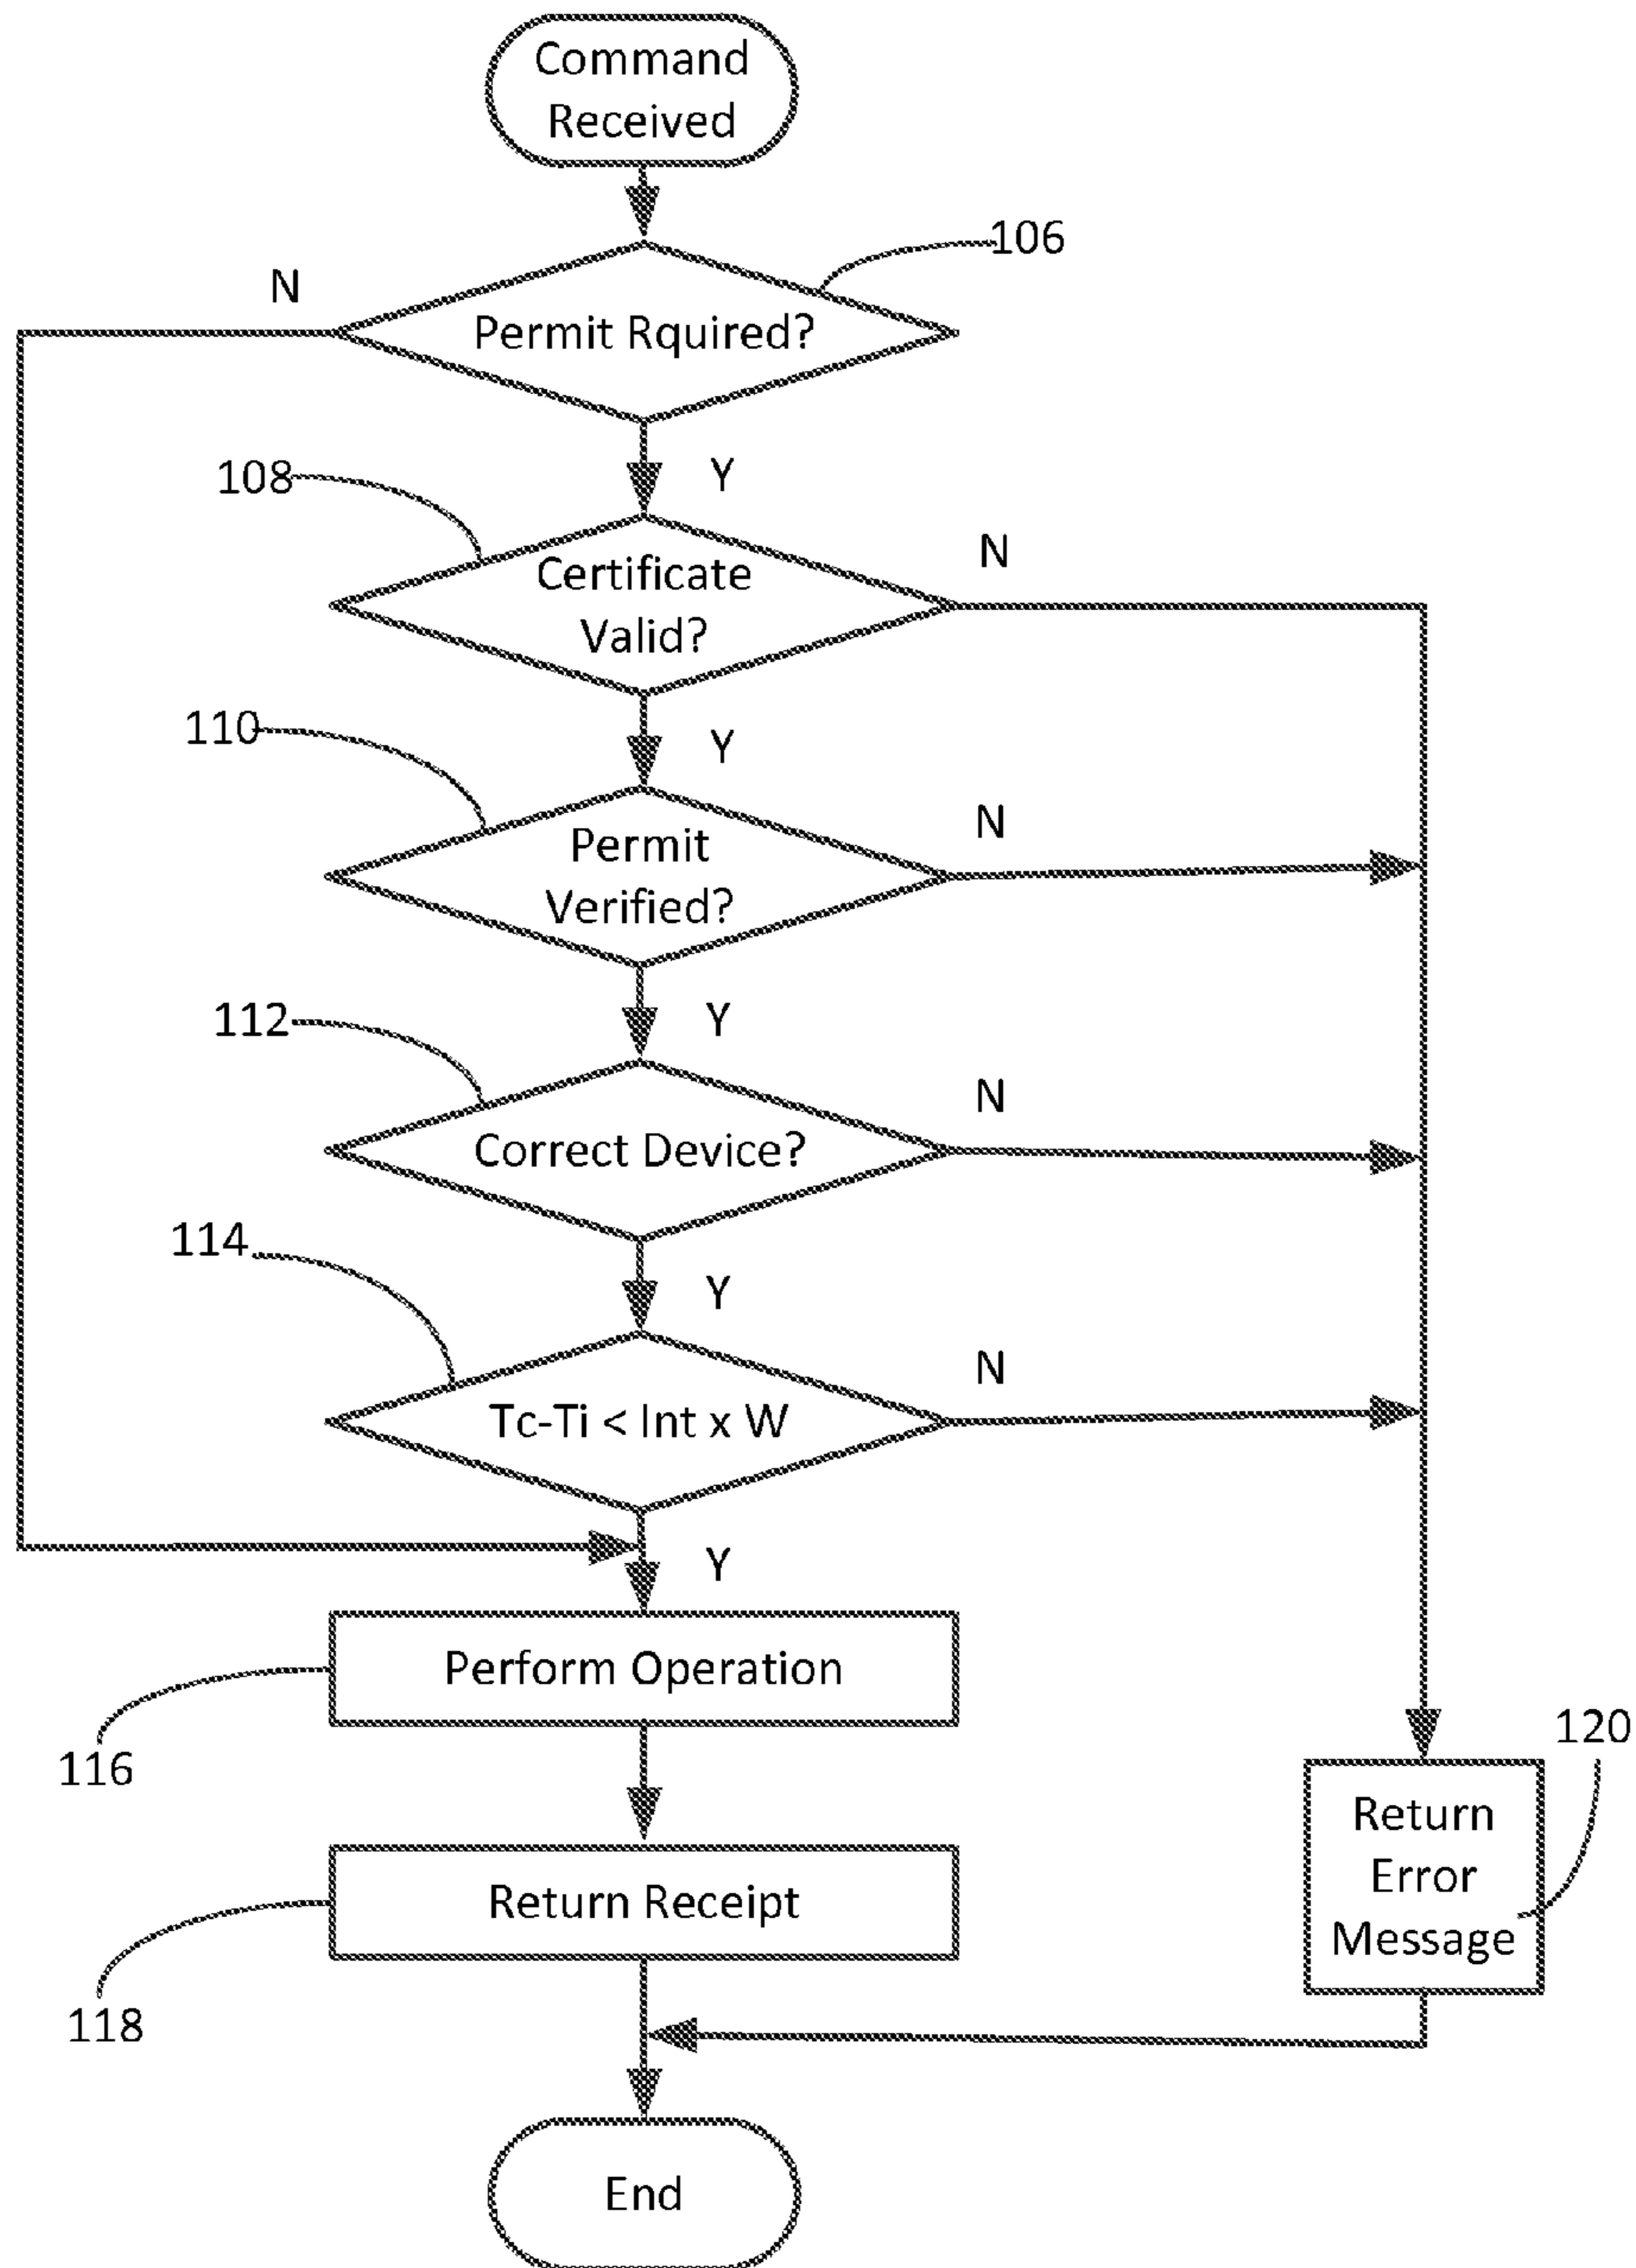 Command
Received
106
N
Permit Rquired?
Y
108
N
Certificate
Valid?
110
Y
N
Permit
Verified?
112
Y
N
Correct Device?
114
Y
N
Tc-Ti < Int x W
Y
Perform Operation
116
120
Return
Error
Message
Return Receipt
118
End